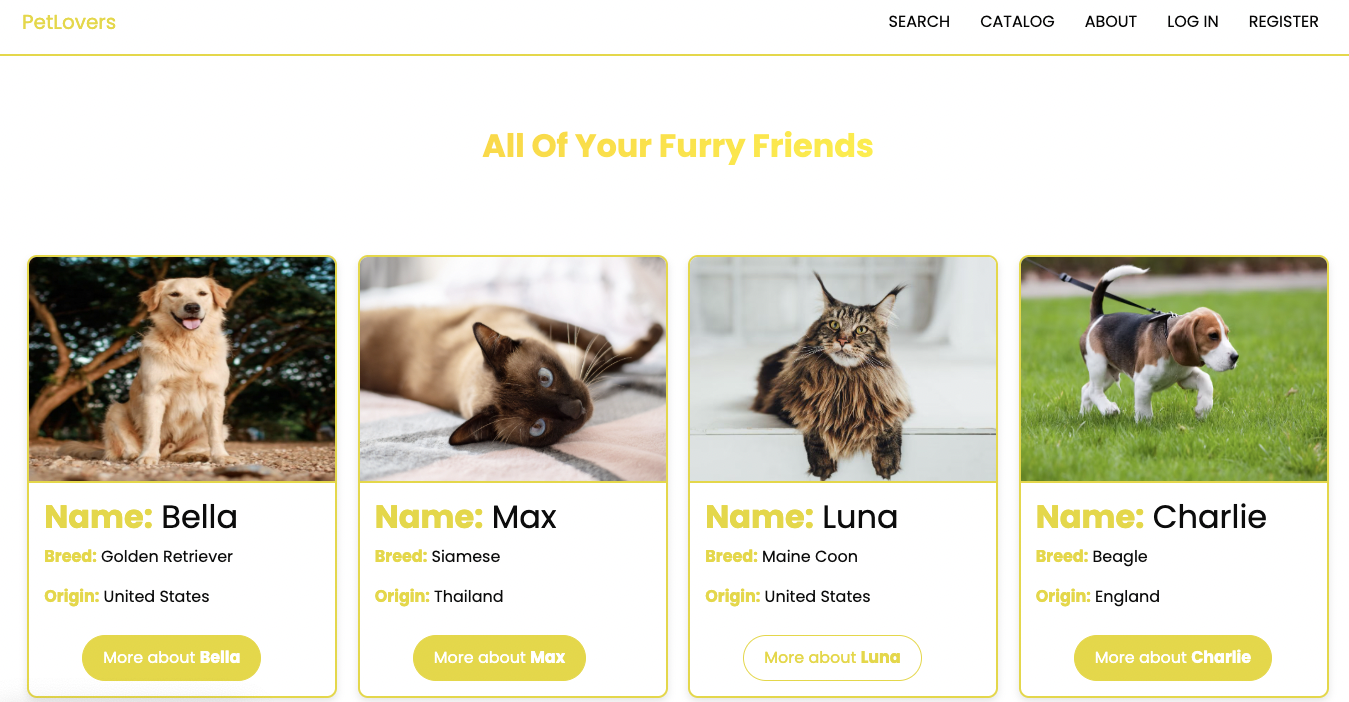 PetLovers
SEARCH CATALOG ABOUT LOG IN REGISTER
All Of Your Furry Friends
Name: Bella
Breed: Golden Retriever
Origin: United States
More about Bella
Name: Max
Breed: Siamese
Origin: Thailand
More about Max
Name: Luna
Breed: Maine Coon
Origin: United States
More about Luna
Name: Charlie
Breed: Beagle
Origin: England
More about Charlie